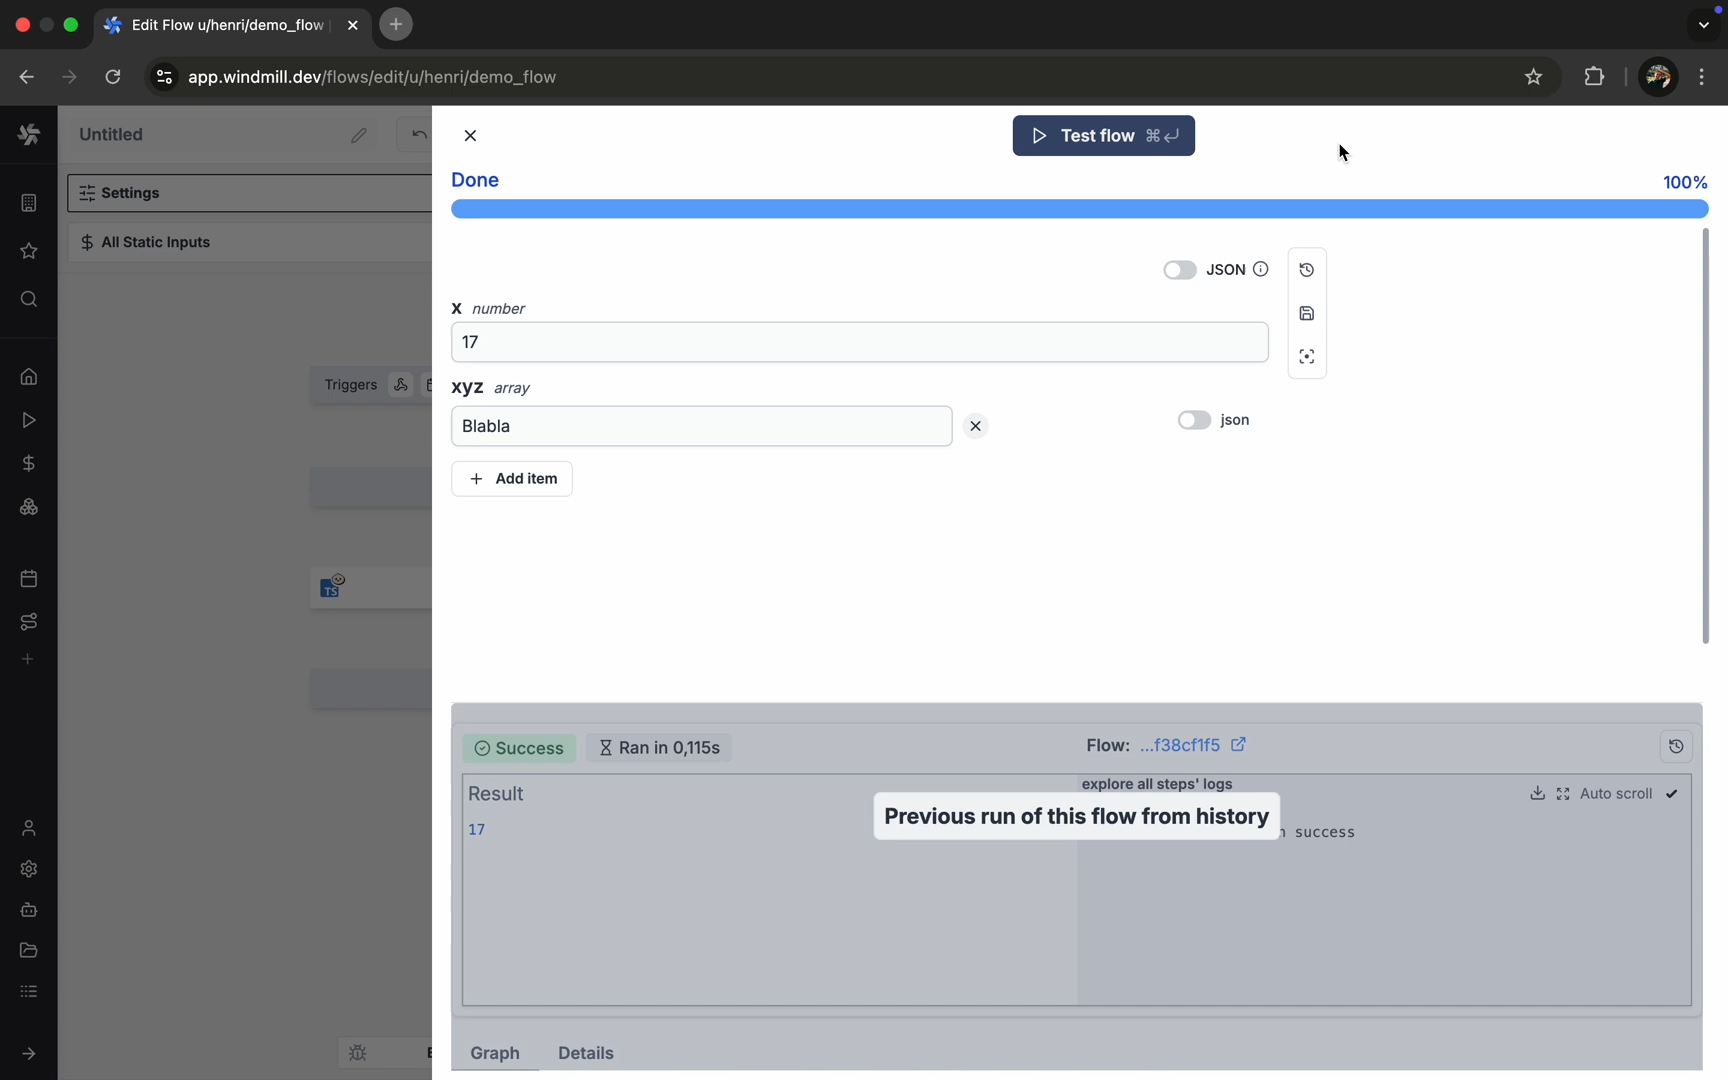 Edit Flow u/henri/demo_flow
app.windmill.dev/flows/edit/u/henri/demo_flow
Untitled
Test flow ⌘↵
Settings
Done
100%
$ All Static Inputs
JSON
x number
17
Triggers
xyz array
Blabla
json
+ Add item
TS
Success
Ran in 0,115s
Flow: ...f38cf1f5
Result
explore all steps' logs
Auto scroll
17
Previous run of this flow from history
success
Graph
Details